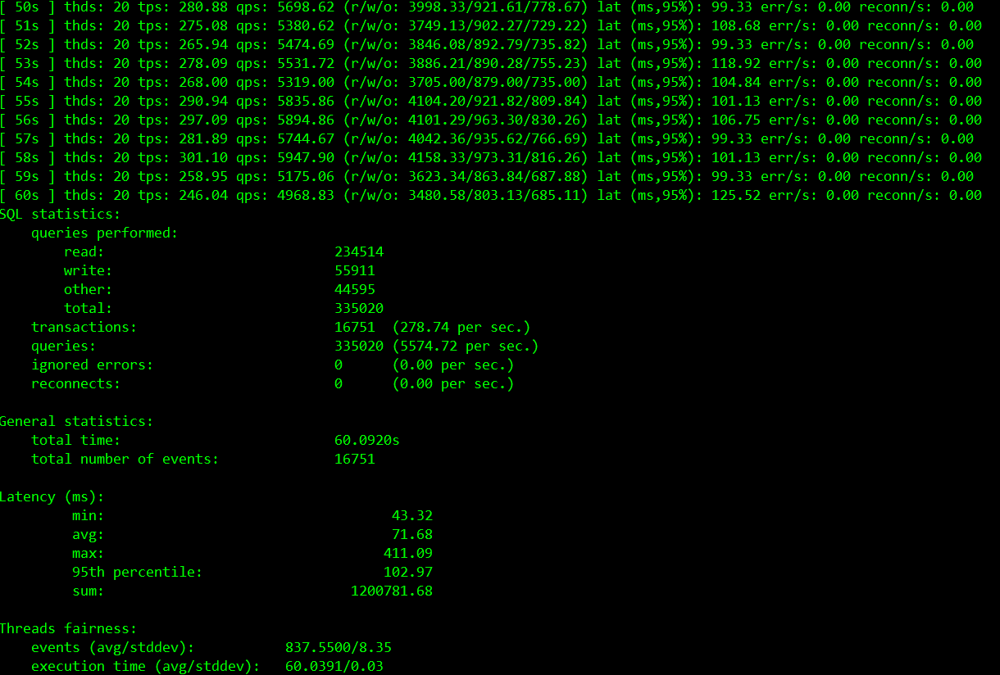 [ 50s ] thds: 20 tps: 280.88 qps: 5698.62 (r/w/o: 3998.33/921.61/778.67) lat (ms,95%): 99.33 err/s: 0.00 reconn/s: 0.00
[ 51s ] thds: 20 tps: 275.08 qps: 5380.62 (r/w/o: 3749.13/902.27/729.22) lat (ms,95%): 108.68 err/s: 0.00 reconn/s: 0.00
[ 52s ] thds: 20 tps: 265.94 qps: 5474.69 (r/w/o: 3846.08/892.79/735.82) lat (ms,95%): 99.33 err/s: 0.00 reconn/s: 0.00
[ 53s ] thds: 20 tps: 278.09 qps: 5531.72 (r/w/o: 3886.21/890.28/755.23) lat (ms,95%): 118.92 err/s: 0.00 reconn/s: 0.00
[ 54s ] thds: 20 tps: 268.00 qps: 5319.00 (r/w/o: 3705.00/879.00/735.00) lat (ms,95%): 104.84 err/s: 0.00 reconn/s: 0.00
[ 55s ] thds: 20 tps: 290.94 qps: 5835.86 (r/w/o: 4104.20/921.82/809.84) lat (ms,95%): 101.13 err/s: 0.00 reconn/s: 0.00
[ 56s ] thds: 20 tps: 297.09 qps: 5894.86 (r/w/o: 4101.29/963.30/830.26) lat (ms,95%): 106.75 err/s: 0.00 reconn/s: 0.00
[ 57s ] thds: 20 tps: 281.89 qps: 5744.67 (r/w/o: 4042.36/935.62/766.69) lat (ms,95%): 99.33 err/s: 0.00 reconn/s: 0.00
[ 58s ] thds: 20 tps: 301.10 qps: 5947.90 (r/w/o: 4158.33/973.31/816.26) lat (ms,95%): 101.13 err/s: 0.00 reconn/s: 0.00
[ 59s ] thds: 20 tps: 258.95 qps: 5175.06 (r/w/o: 3623.34/863.84/687.88) lat (ms,95%): 99.33 err/s: 0.00 reconn/s: 0.00
[ 60s ] thds: 20 tps: 246.04 qps: 4968.83 (r/w/o: 3480.58/803.13/685.11) lat (ms,95%): 125.52 err/s: 0.00 reconn/s: 0.00
SQL statistics:
    queries performed:
        read:                            234514
        write:                           55911
        other:                           44595
        total:                           335020
    transactions:                        16751  (278.74 per sec.)
    queries:                             335020 (5574.72 per sec.)
    ignored errors:                      0      (0.00 per sec.)
    reconnects:                          0      (0.00 per sec.)

General statistics:
    total time:                          60.0920s
    total number of events:              16751

Latency (ms):
         min:                                   43.32
         avg:                                   71.68
         max:                                  411.09
         95th percentile:                      102.97
         sum:                              1200781.68

Threads fairness:
    events (avg/stddev):           837.5500/8.35
    execution time (avg/stddev):   60.0391/0.03